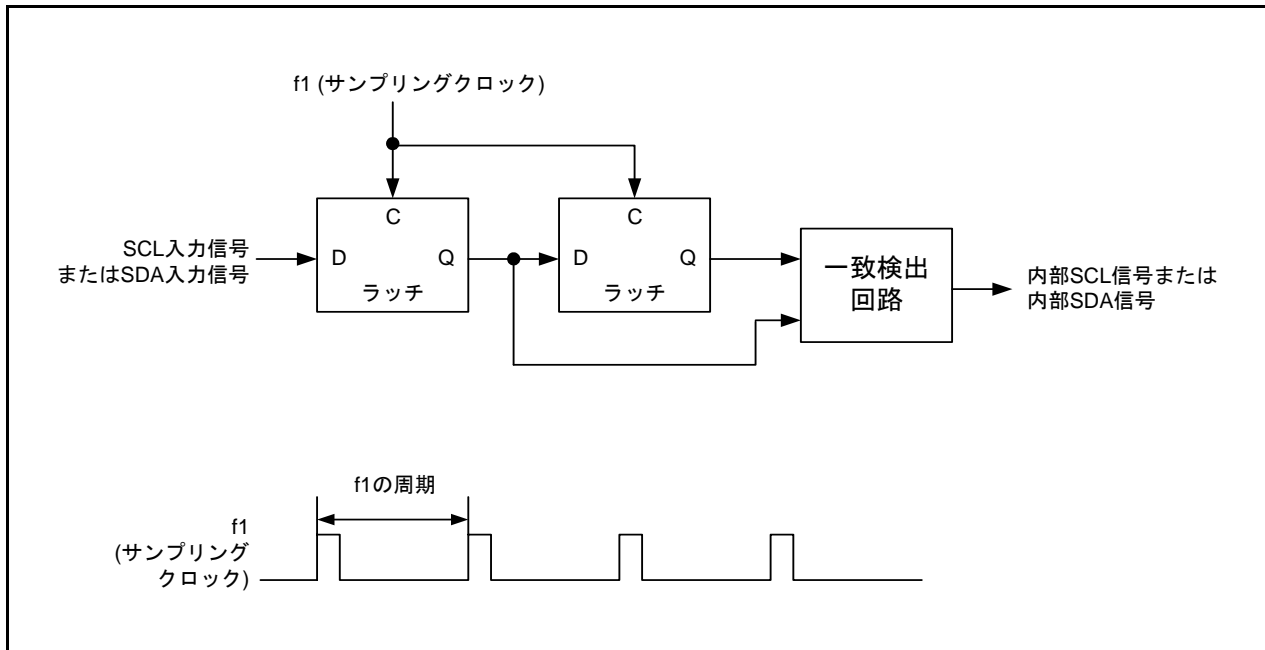 f1 (サンプリングクロック)
C
D
Q
ラッチ
C
D
Q
ラッチ
SCL入力信号
またはSDA入力信号
一致検出
回路
内部SCL信号または
内部SDA信号
f1の周期
f1
(サンプリング
クロック)